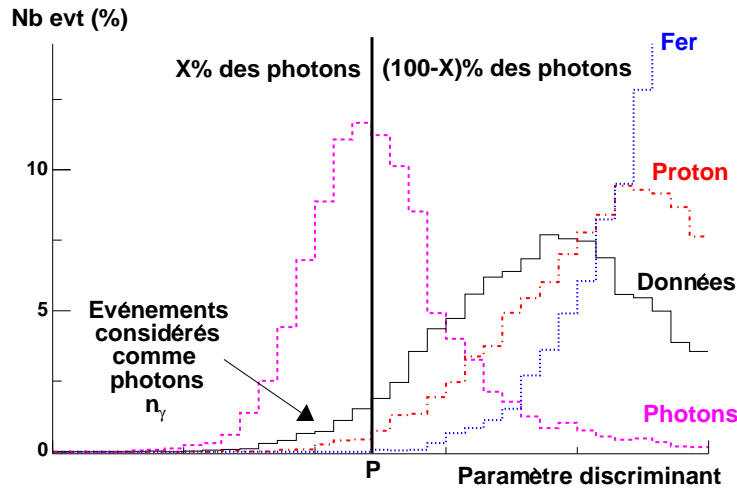 Nb evt (%)
X% des photons
(100-X)% des photons
Fer
10
Proton
Données
5
Evénements
considérés
comme
photons
nγ
Photons
0
P
Paramètre discriminant